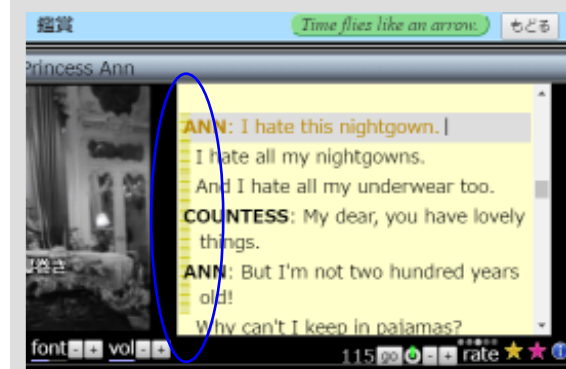 鑑賞
Time flies like an arrow.
もどる
Princess Ann
ANN: I hate this nightgown.
I hate all my nightgowns.
And I hate all my underwear too.
COUNTESS: My dear, you have lovely
things.
ANN: But I'm not two hundred years
old!
Why can't I keep in pajamas?
font - + vol - +
115 go - + rate